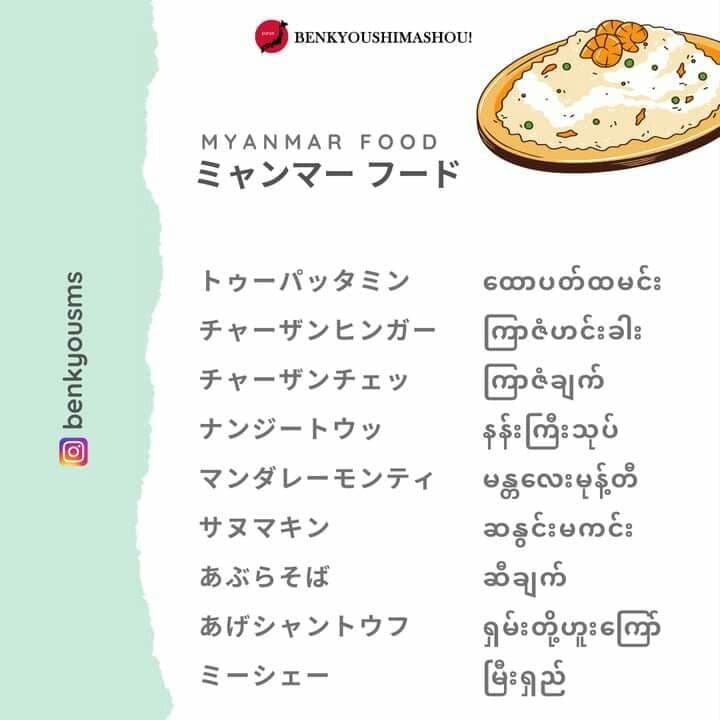 BENKYOUSHIMASHOU!
MYANMAR FOOD
ミャンマー フード
トゥーパッタミン ထောပတ်ထမင်း
チャーザンヒンガー ကြာဇံဟင်းခါး
チャーザンチェッ ကြာဇံချက်
ナンジートウッ နန်းကြီးသုပ်
マンダレーモンティ မန္တလေးမုန့်တီ
サヌマキン ဆနွင်းမကင်း
あぶらそば ဆီချက်
あげシャントウフ ရှမ်းတို့ဟူးကြော်
ミーシェー မြီးရှည်
benkyousms